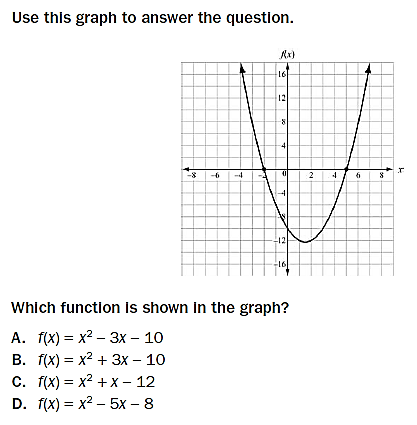 Use this graph to answer the question.
f(x)
16
12
8
4
-8 -6 -4 -2 0 2 4 6 8 x
-4
-8
-12
-16
Which function is shown in the graph?
A. f(x) = x² – 3x – 10
B. f(x) = x² + 3x – 10
C. f(x) = x² + x – 12
D. f(x) = x² – 5x – 8